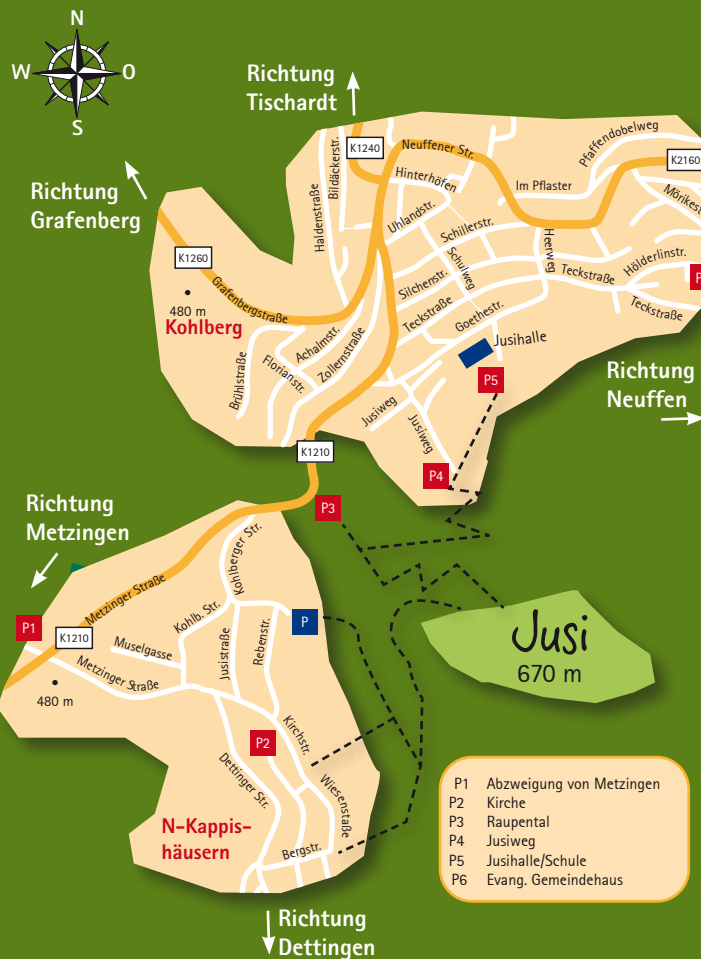 N
W O
S
Richtung
Tischardt
Richtung
Grafenberg
K1240
Neuffener Str.
Pfaffendobelweg
K2160
Bildäckerstr.
Haldenstraße
Hinterhöfen
Im Pflaster
Mörikest
Uhlandstr.
Schillerstr.
Schulweg
Heerweg
Hölderlinstr.
K1260
Grafenbergstraße
480 m
Kohlberg
Silchenstr.
Teckstraße
Teckstraße
Teckstraße
Goethestr.
P
Achalmstr.
Florianstr.
Zollernstraße
Brühlstraße
Jusihalle
P5
Richtung
Neuffen
Jusiweg
Jusiweg
P4
K1210
P3
Richtung
Metzingen
Metzinger Straße
Kohlberger Str.
P1
K1210
Kohlb. Str.
Muselgasse
Metzinger Straße
Jusistraße
Rebenstr.
P
480 m
Jusi
670 m
P2
Kirchstr.
Dettinger Str.
Wiesenstaße
N-Kappis-
häusern
Bergstr.
P1 Abzweigung von Metzingen
P2 Kirche
P3 Raupental
P4 Jusiweg
P5 Jusihalle/Schule
P6 Evang. Gemeindehaus
Richtung
Dettingen